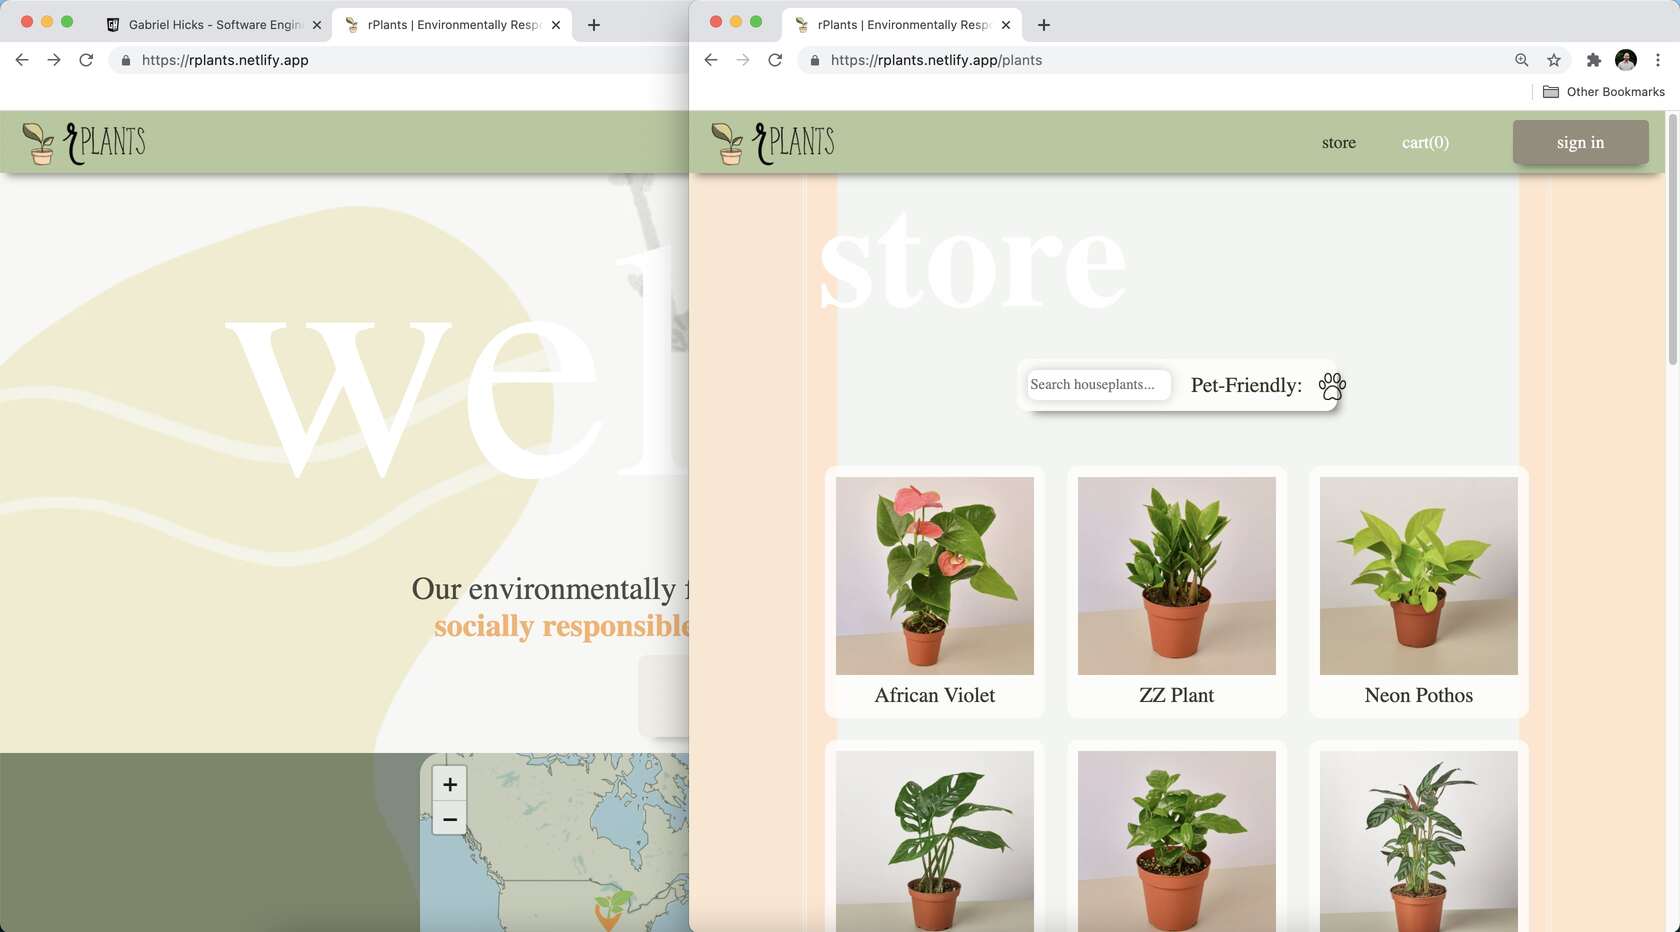 Gabriel Hicks - Software Engin
rPlants | Environmentally Respo
https://rplants.netlify.app
rPLANTS
wel
Our environmentally f
socially responsible
+
−
rPlants | Environmentally Respo
https://rplants.netlify.app/plants
Other Bookmarks
rPLANTS
store
cart(0)
sign in
store
Search houseplants...
Pet-Friendly:
African Violet
ZZ Plant
Neon Pothos